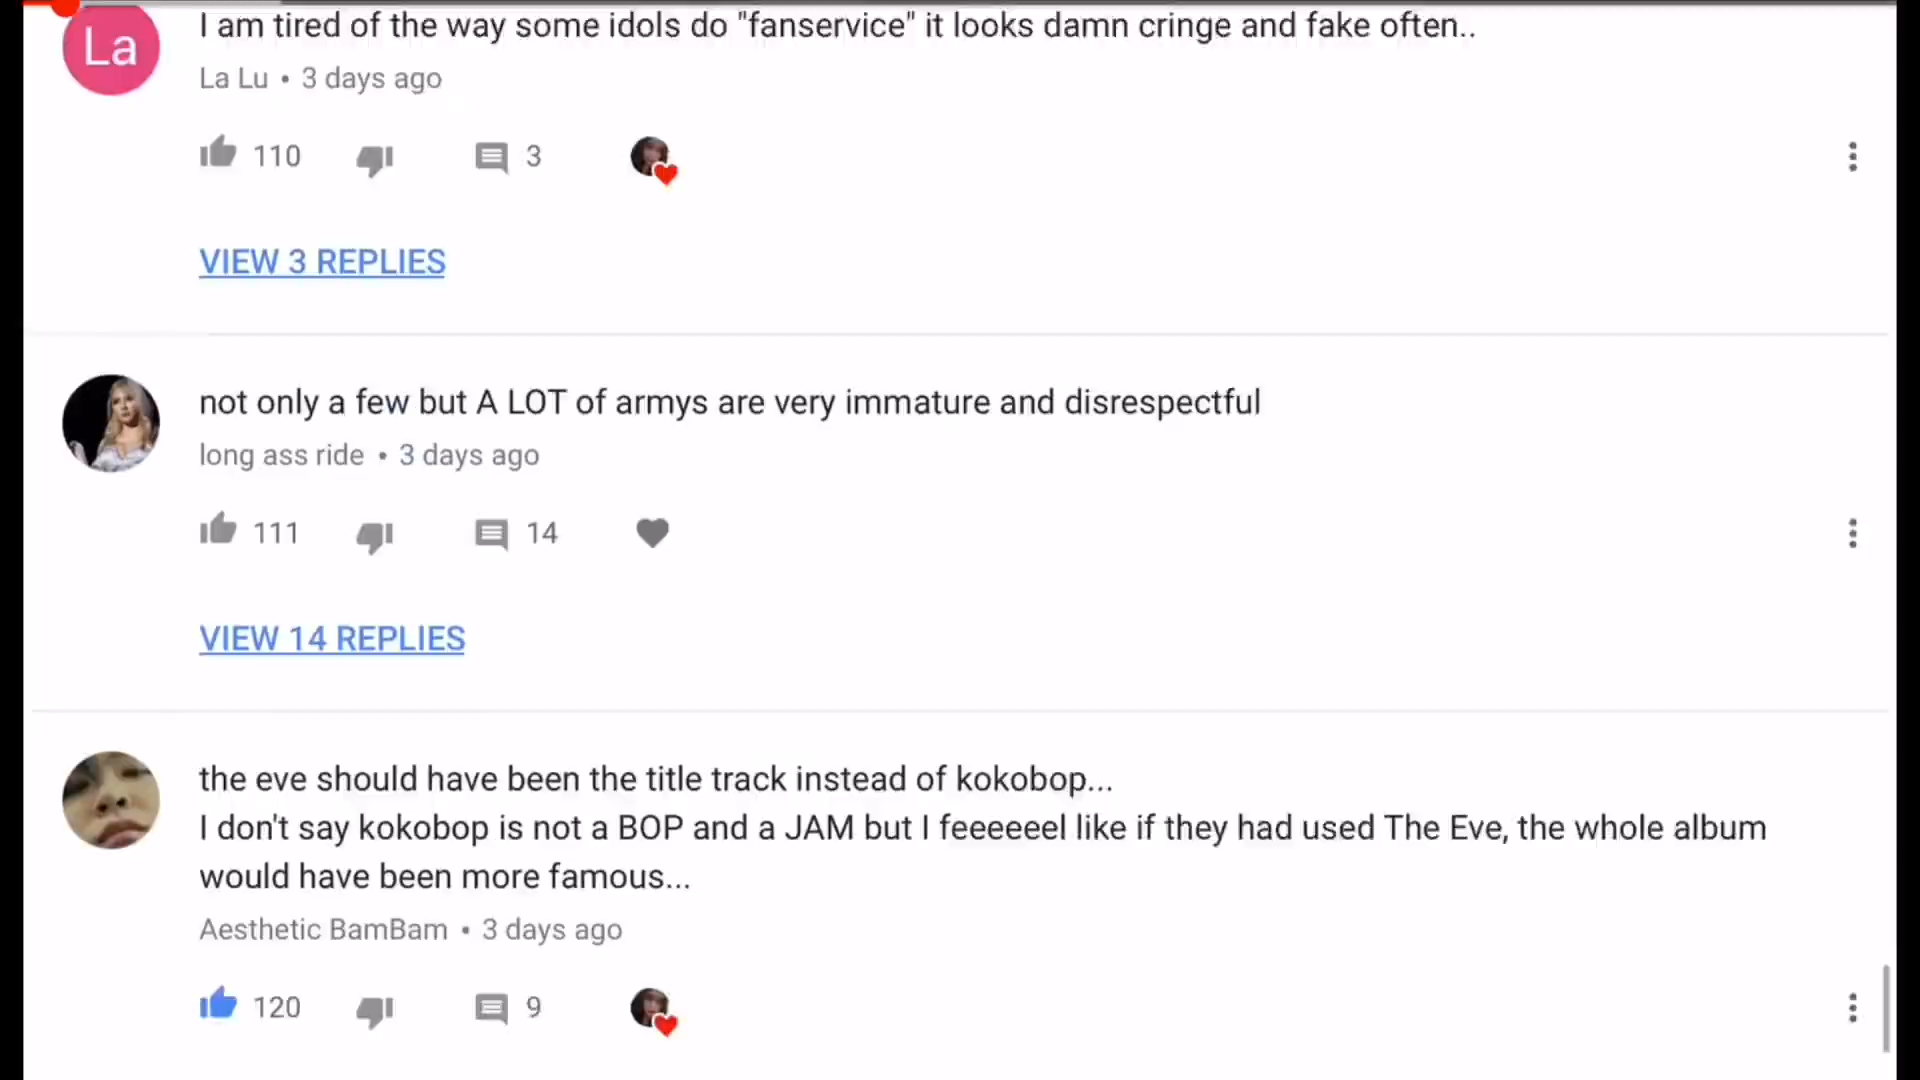 La
I am tired of the way some idols do "fanservice" it looks damn cringe and fake often..
La Lu • 3 days ago
110 3
VIEW 3 REPLIES
not only a few but A LOT of armys are very immature and disrespectful
long ass ride • 3 days ago
111 14
VIEW 14 REPLIES
the eve should have been the title track instead of kokobop...
I don't say kokobop is not a BOP and a JAM but I feeeeeel like if they had used The Eve, the whole album
would have been more famous...
Aesthetic BamBam • 3 days ago
120 9